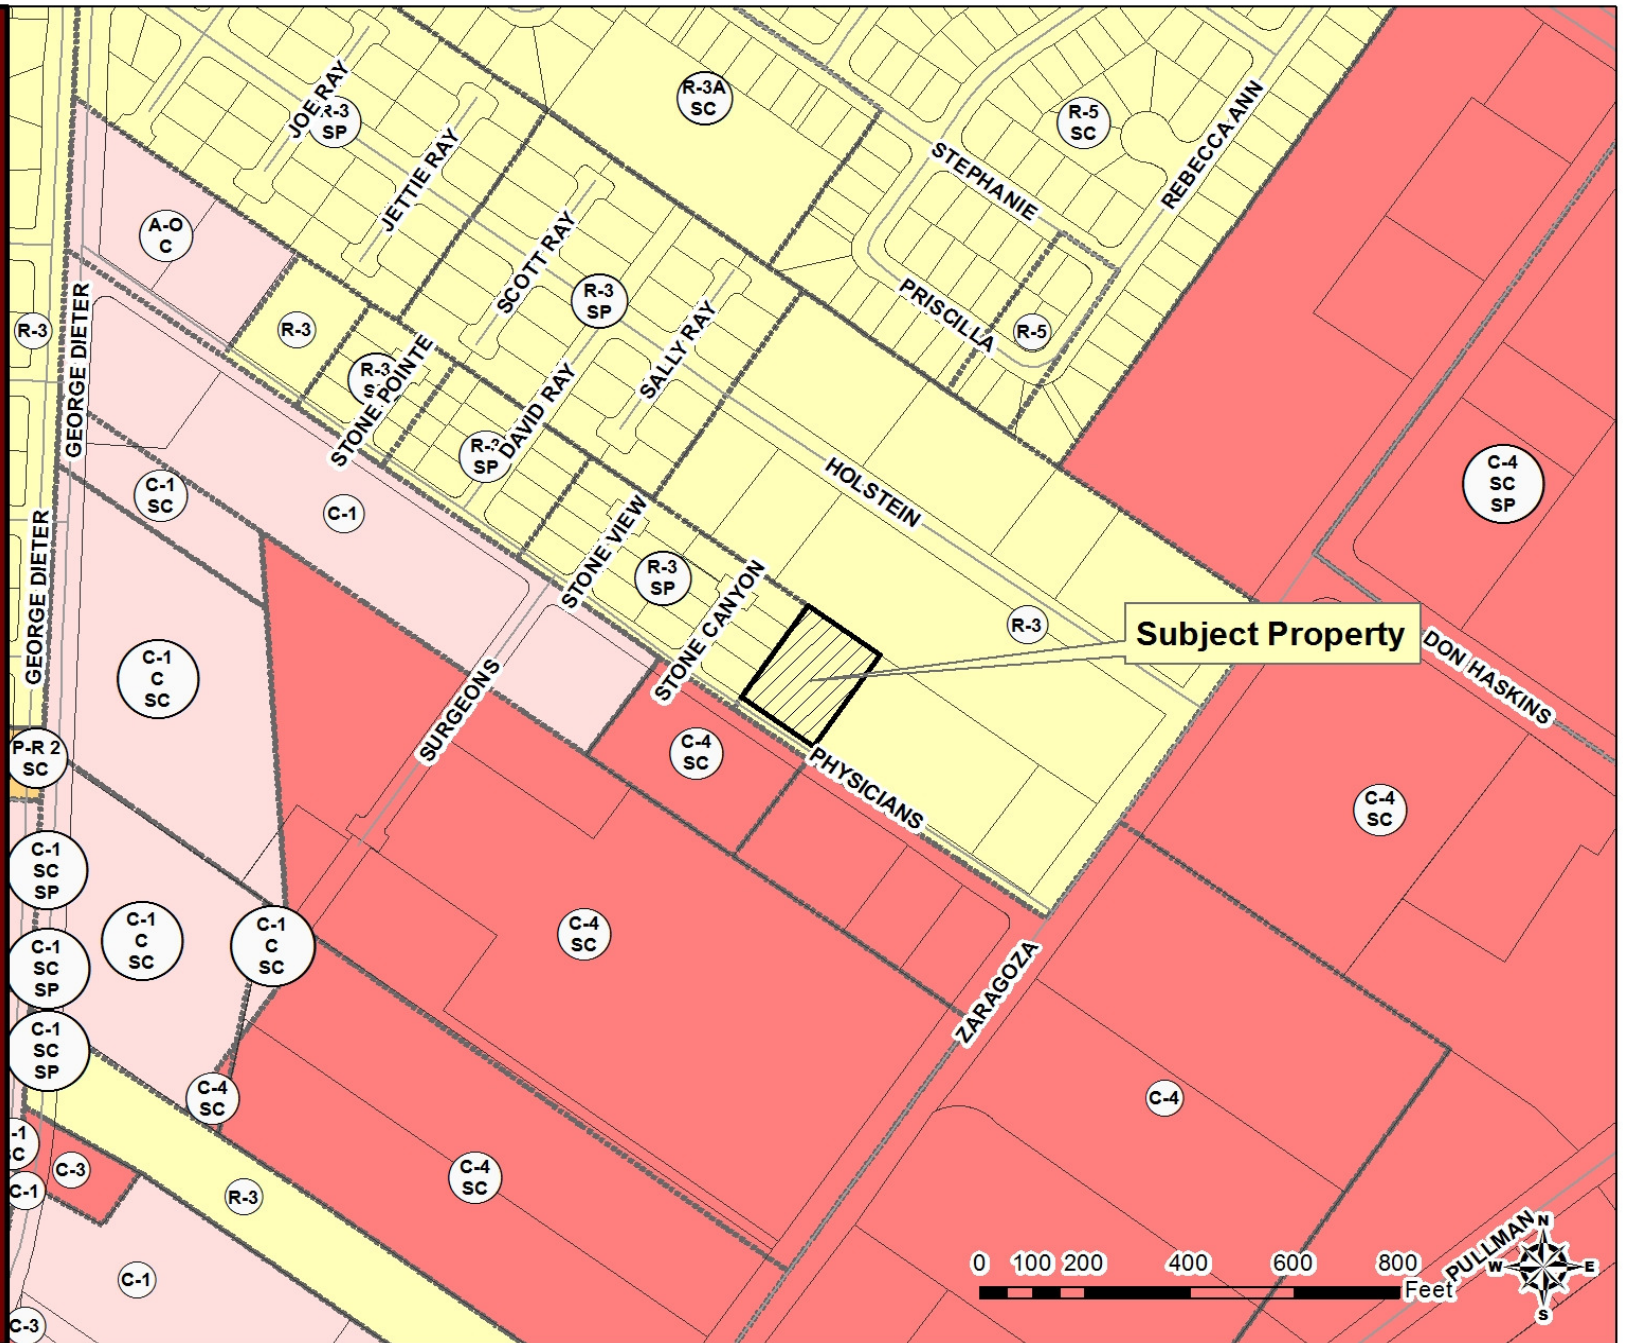 R-3A
SC
R-5
SC
JOE RAY
R-3
SP
JETTIE RAY
STEPHANIE
REBECCA ANN
A-O
C
SCOTT RAY
R-3
SP
PRISCILLA
R-5
R-3
R-3
GEORGE DIETER
SALLY RAY
R-3
STONE POINTE
DAVID RAY
R-3
SP
HOLSTEIN
C-4
SC
SP
C-1
SC
C-1
GEORGE DIETER
STONE VIEW
R-3
SP
STONE CANYON
R-3
Subject Property
DON HASKINS
C-1
C
SC
SURGEONS
P-R 2
SC
C-4
SC
PHYSICIANS
C-4
SC
C-1
SC
SP
C-1
C
SC
C-1
C
SC
C-4
SC
C-1
SC
SP
ZARAGOZA
C-1
SC
SP
C-4
SC
C-4
-1
SC
C-3
C-1
R-3
C-4
SC
C-1
C-3
0 100 200 400 600 800
Feet
PULLMAN
N
W
E
S